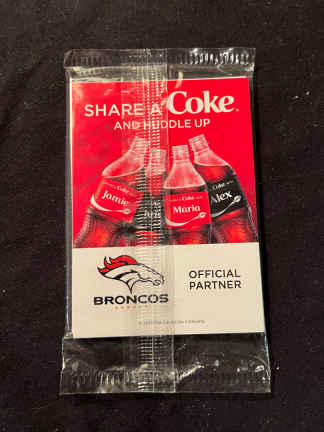 SHARE A Coke
AND HUDDLE UP
Jamie
Maria
Alex
BRONCOS
OFFICIAL
PARTNER